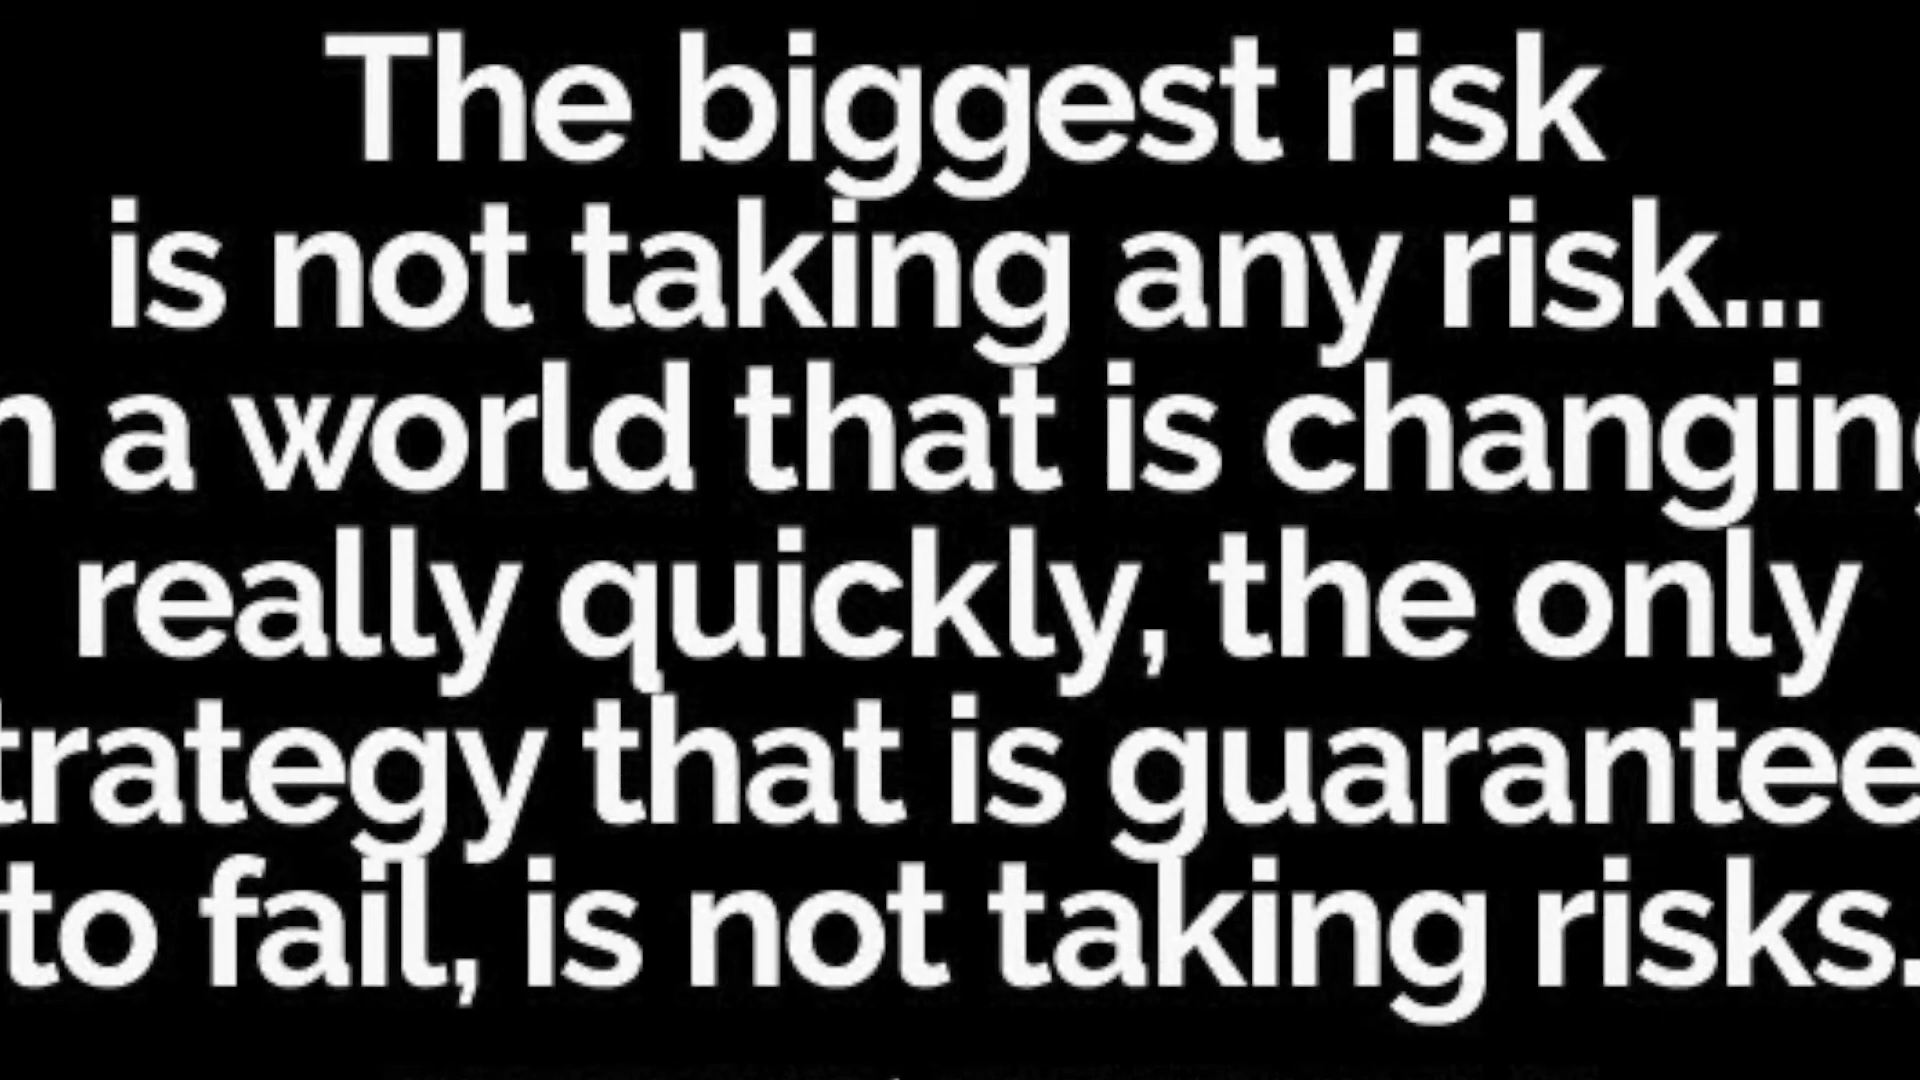 The biggest risk
is not taking any risk...
n a world that is changing
really quickly, the only
trategy that is guarantee
to fail, is not taking risks.